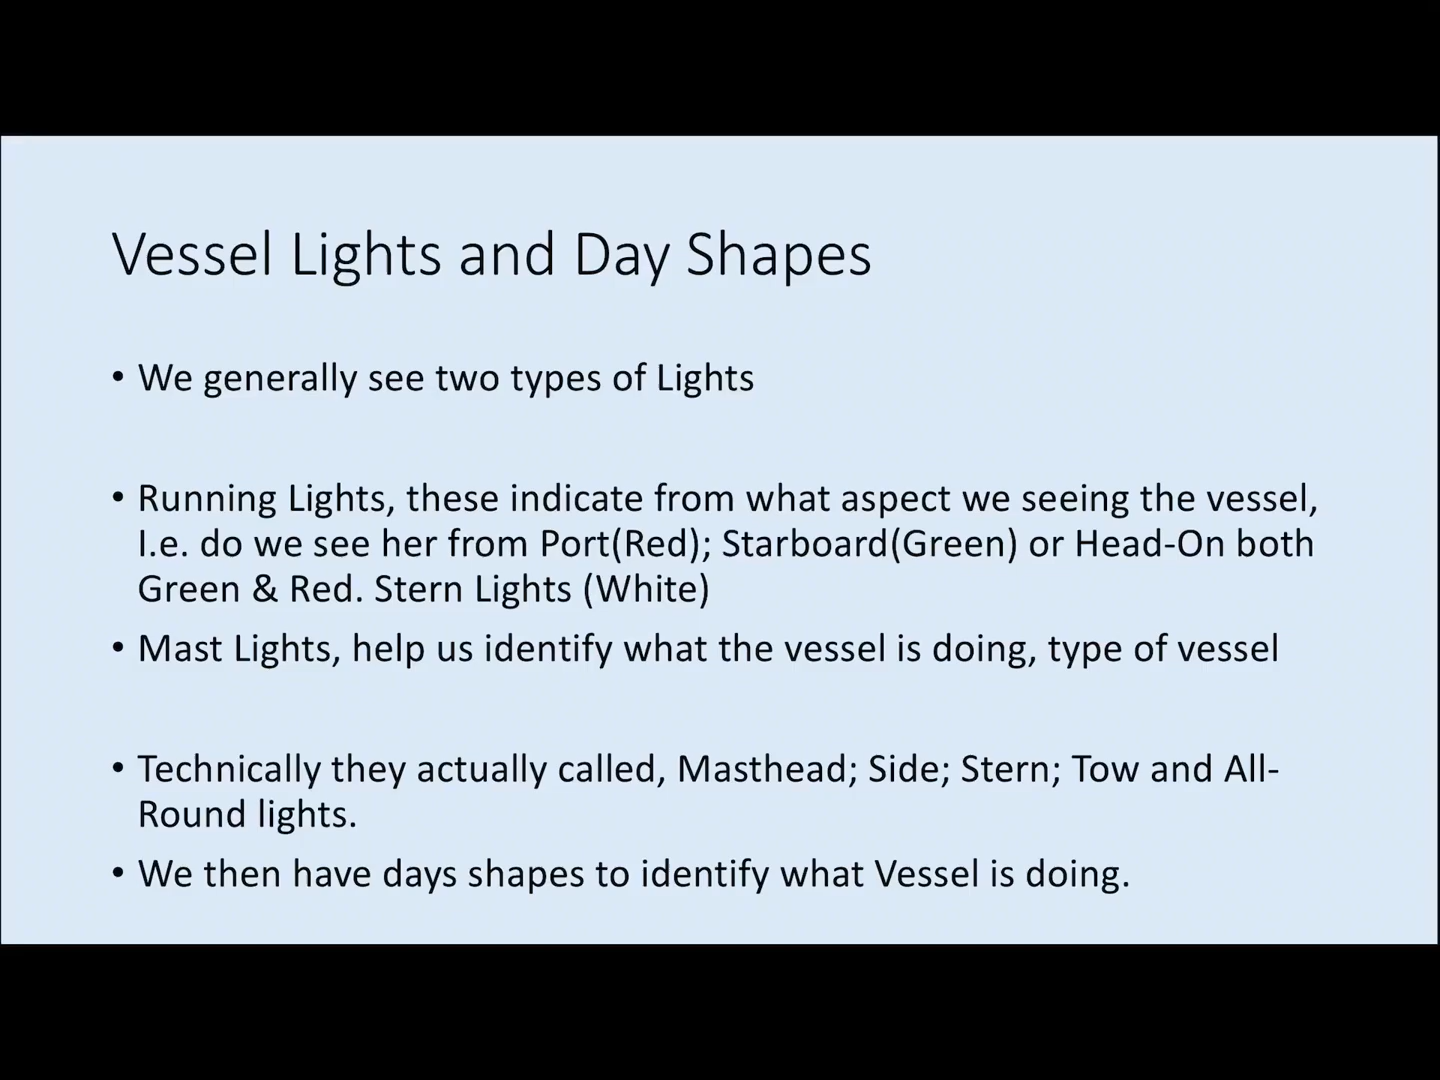 Vessel Lights and Day Shapes
• We generally see two types of Lights
• Running Lights, these indicate from what aspect we seeing the vessel,
I.e. do we see her from Port(Red); Starboard(Green) or Head-On both
Green & Red. Stern Lights (White)
• Mast Lights, help us identify what the vessel is doing, type of vessel
• Technically they actually called, Masthead; Side; Stern; Tow and All-
Round lights.
• We then have days shapes to identify what Vessel is doing.